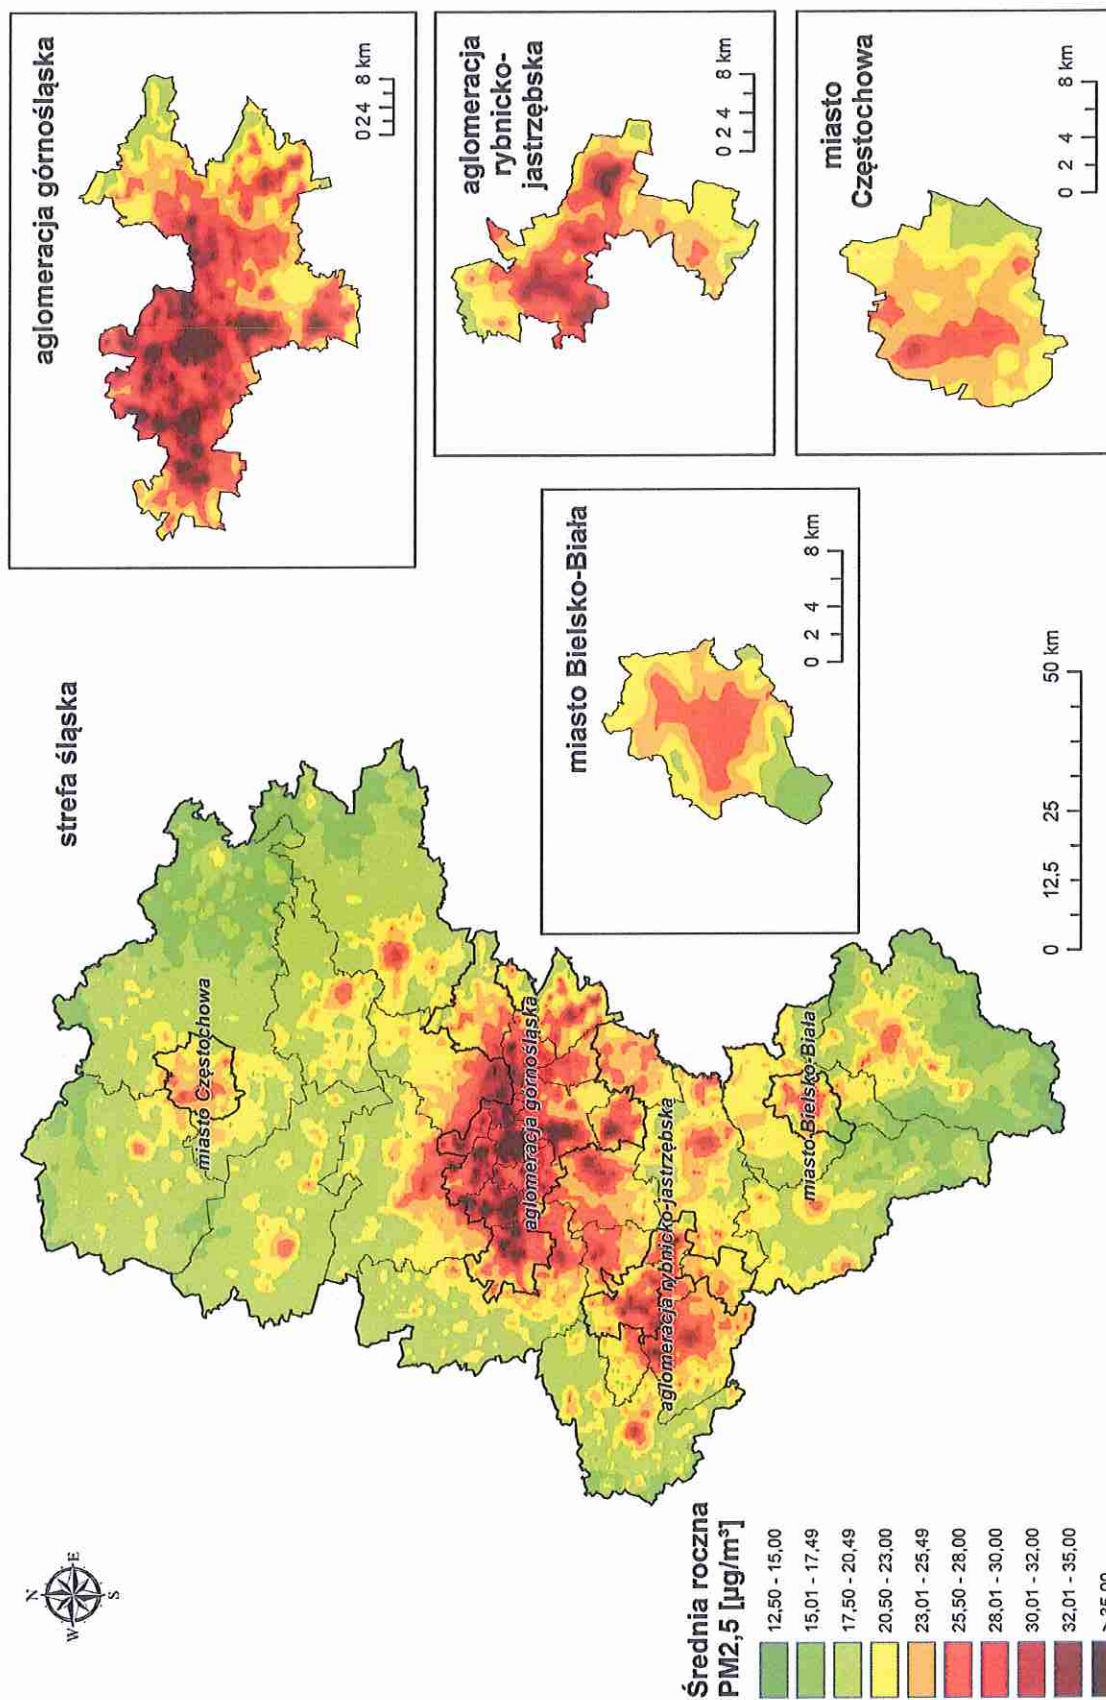 N
W
E
S
strefa śląska
miasto Częstochowa
aglomeracja górnośląska
aglomeracja rybnicko-jastrzębska
miasto Bielsko-Biała
Średnia roczna
PM2,5 [µg/m³]
12,50 - 15,00
15,01 - 17,49
17,50 - 20,49
20,50 - 23,00
23,01 - 25,49
25,50 - 28,00
28,01 - 30,00
30,01 - 32,00
32,01 - 35,00
> 35,00
0 12,5 25 50 km
aglomeracja górnośląska
0 2 4 8 km
aglomeracja
rybnicko-
jastrzębska
0 2 4 8 km
miasto
Częstochowa
0 2 4 8 km
miasto Bielsko-Biała
0 2 4 8 km